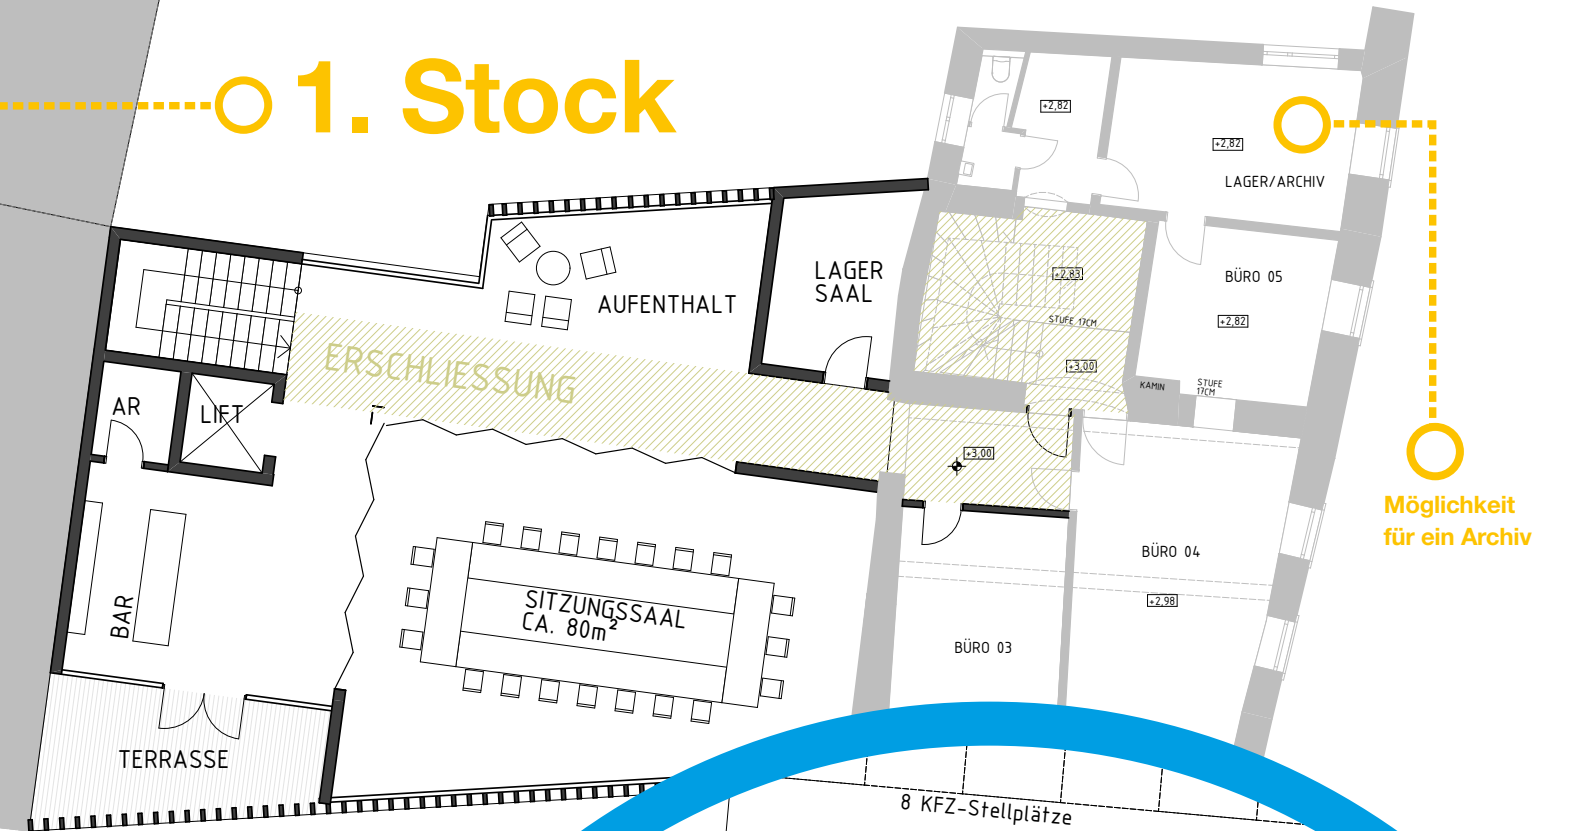 1. Stock
+2,82
+2,82
LAGER/ARCHIV
LAGER
SAAL
AUFENTHALT
+2,83
BÜRO 05
STUFE 17CM
+2,82
ERSCHLIESSUNG
+3,00
KAMIN
STUFE
17CM
AR
LIFT
+3,00
Möglichkeit
für ein Archiv
BÜRO 04
SITZUNGSSAAL
CA. 80m²
+2,98
BAR
BÜRO 03
TERRASSE
8 KFZ-Stellplätze